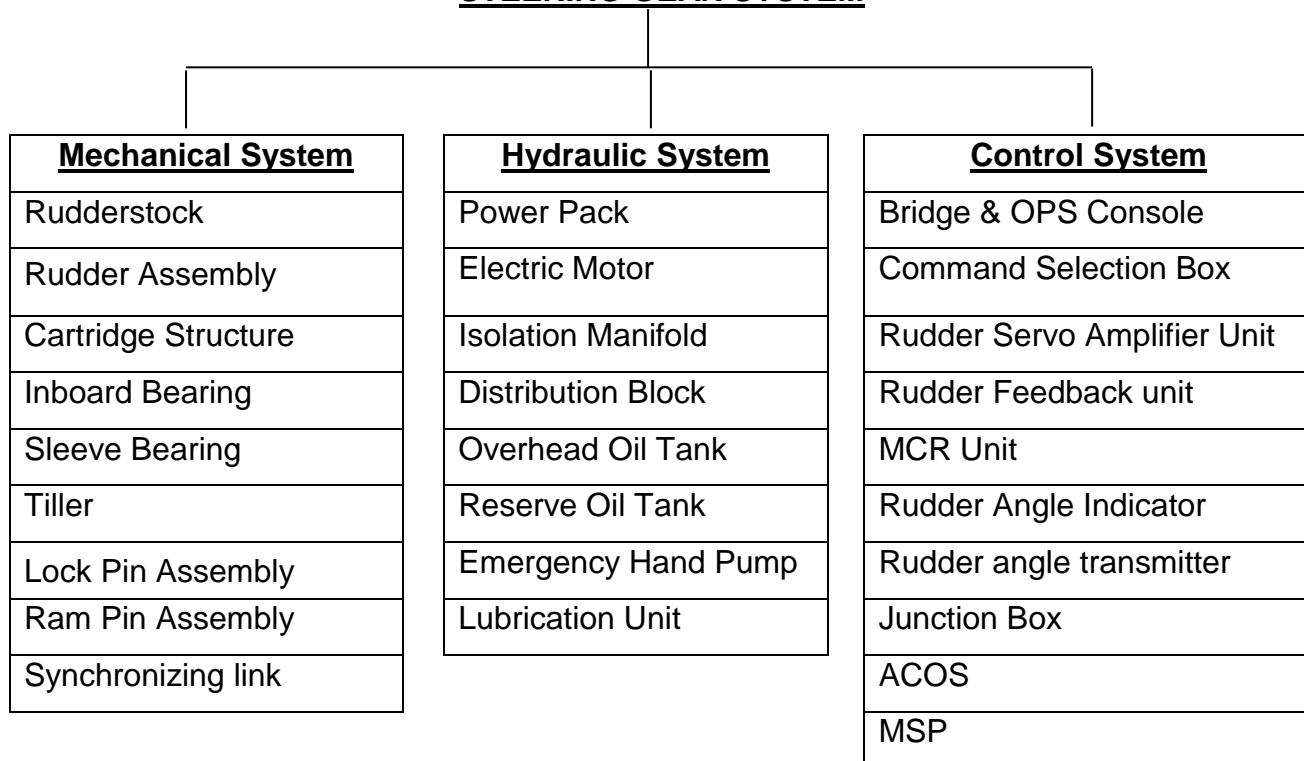 STEERING GEAR SYSTEM
Mechanical System
Rudderstock
Rudder Assembly
Cartridge Structure
Inboard Bearing
Sleeve Bearing
Tiller
Lock Pin Assembly
Ram Pin Assembly
Synchronizing link
Hydraulic System
Power Pack
Electric Motor
Isolation Manifold
Distribution Block
Overhead Oil Tank
Reserve Oil Tank
Emergency Hand Pump
Lubrication Unit
Control System
Bridge & OPS Console
Command Selection Box
Rudder Servo Amplifier Unit
Rudder Feedback unit
MCR Unit
Rudder Angle Indicator
Rudder angle transmitter
Junction Box
ACOS
MSP